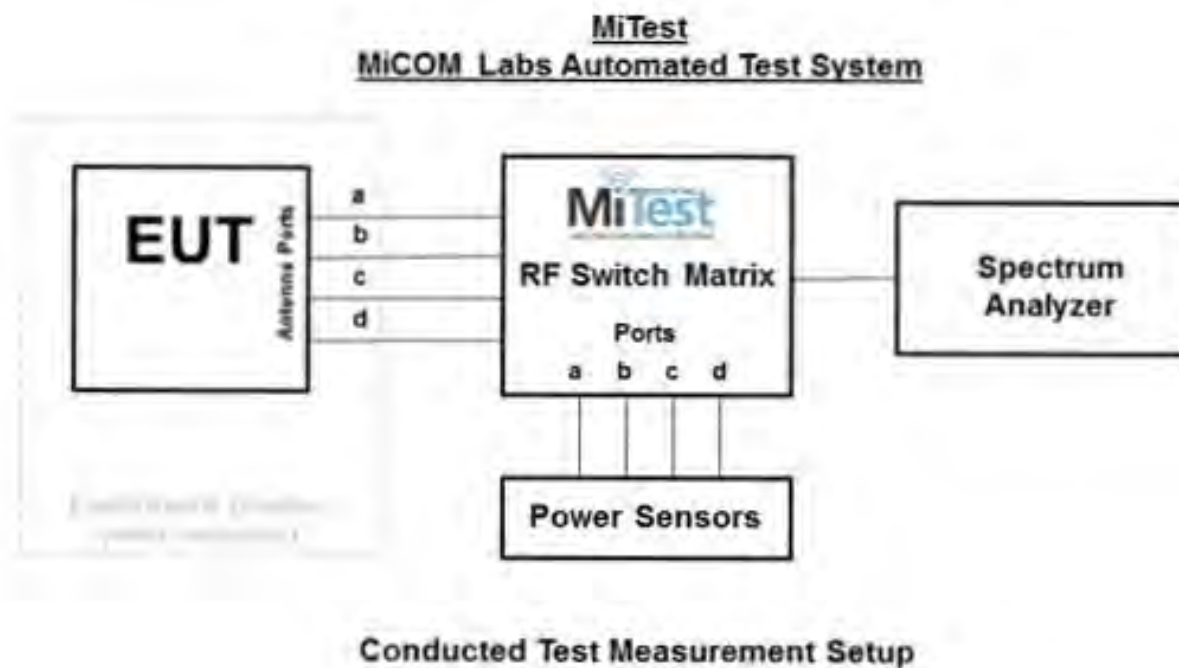 MiTest
MiCOM Labs Automated Test System
EUT
Antenna Ports
a
b
c
d
MiTest
RF Switch Matrix
Ports
a b c d
Spectrum
Analyzer
Power Sensors
Conducted Test Measurement Setup